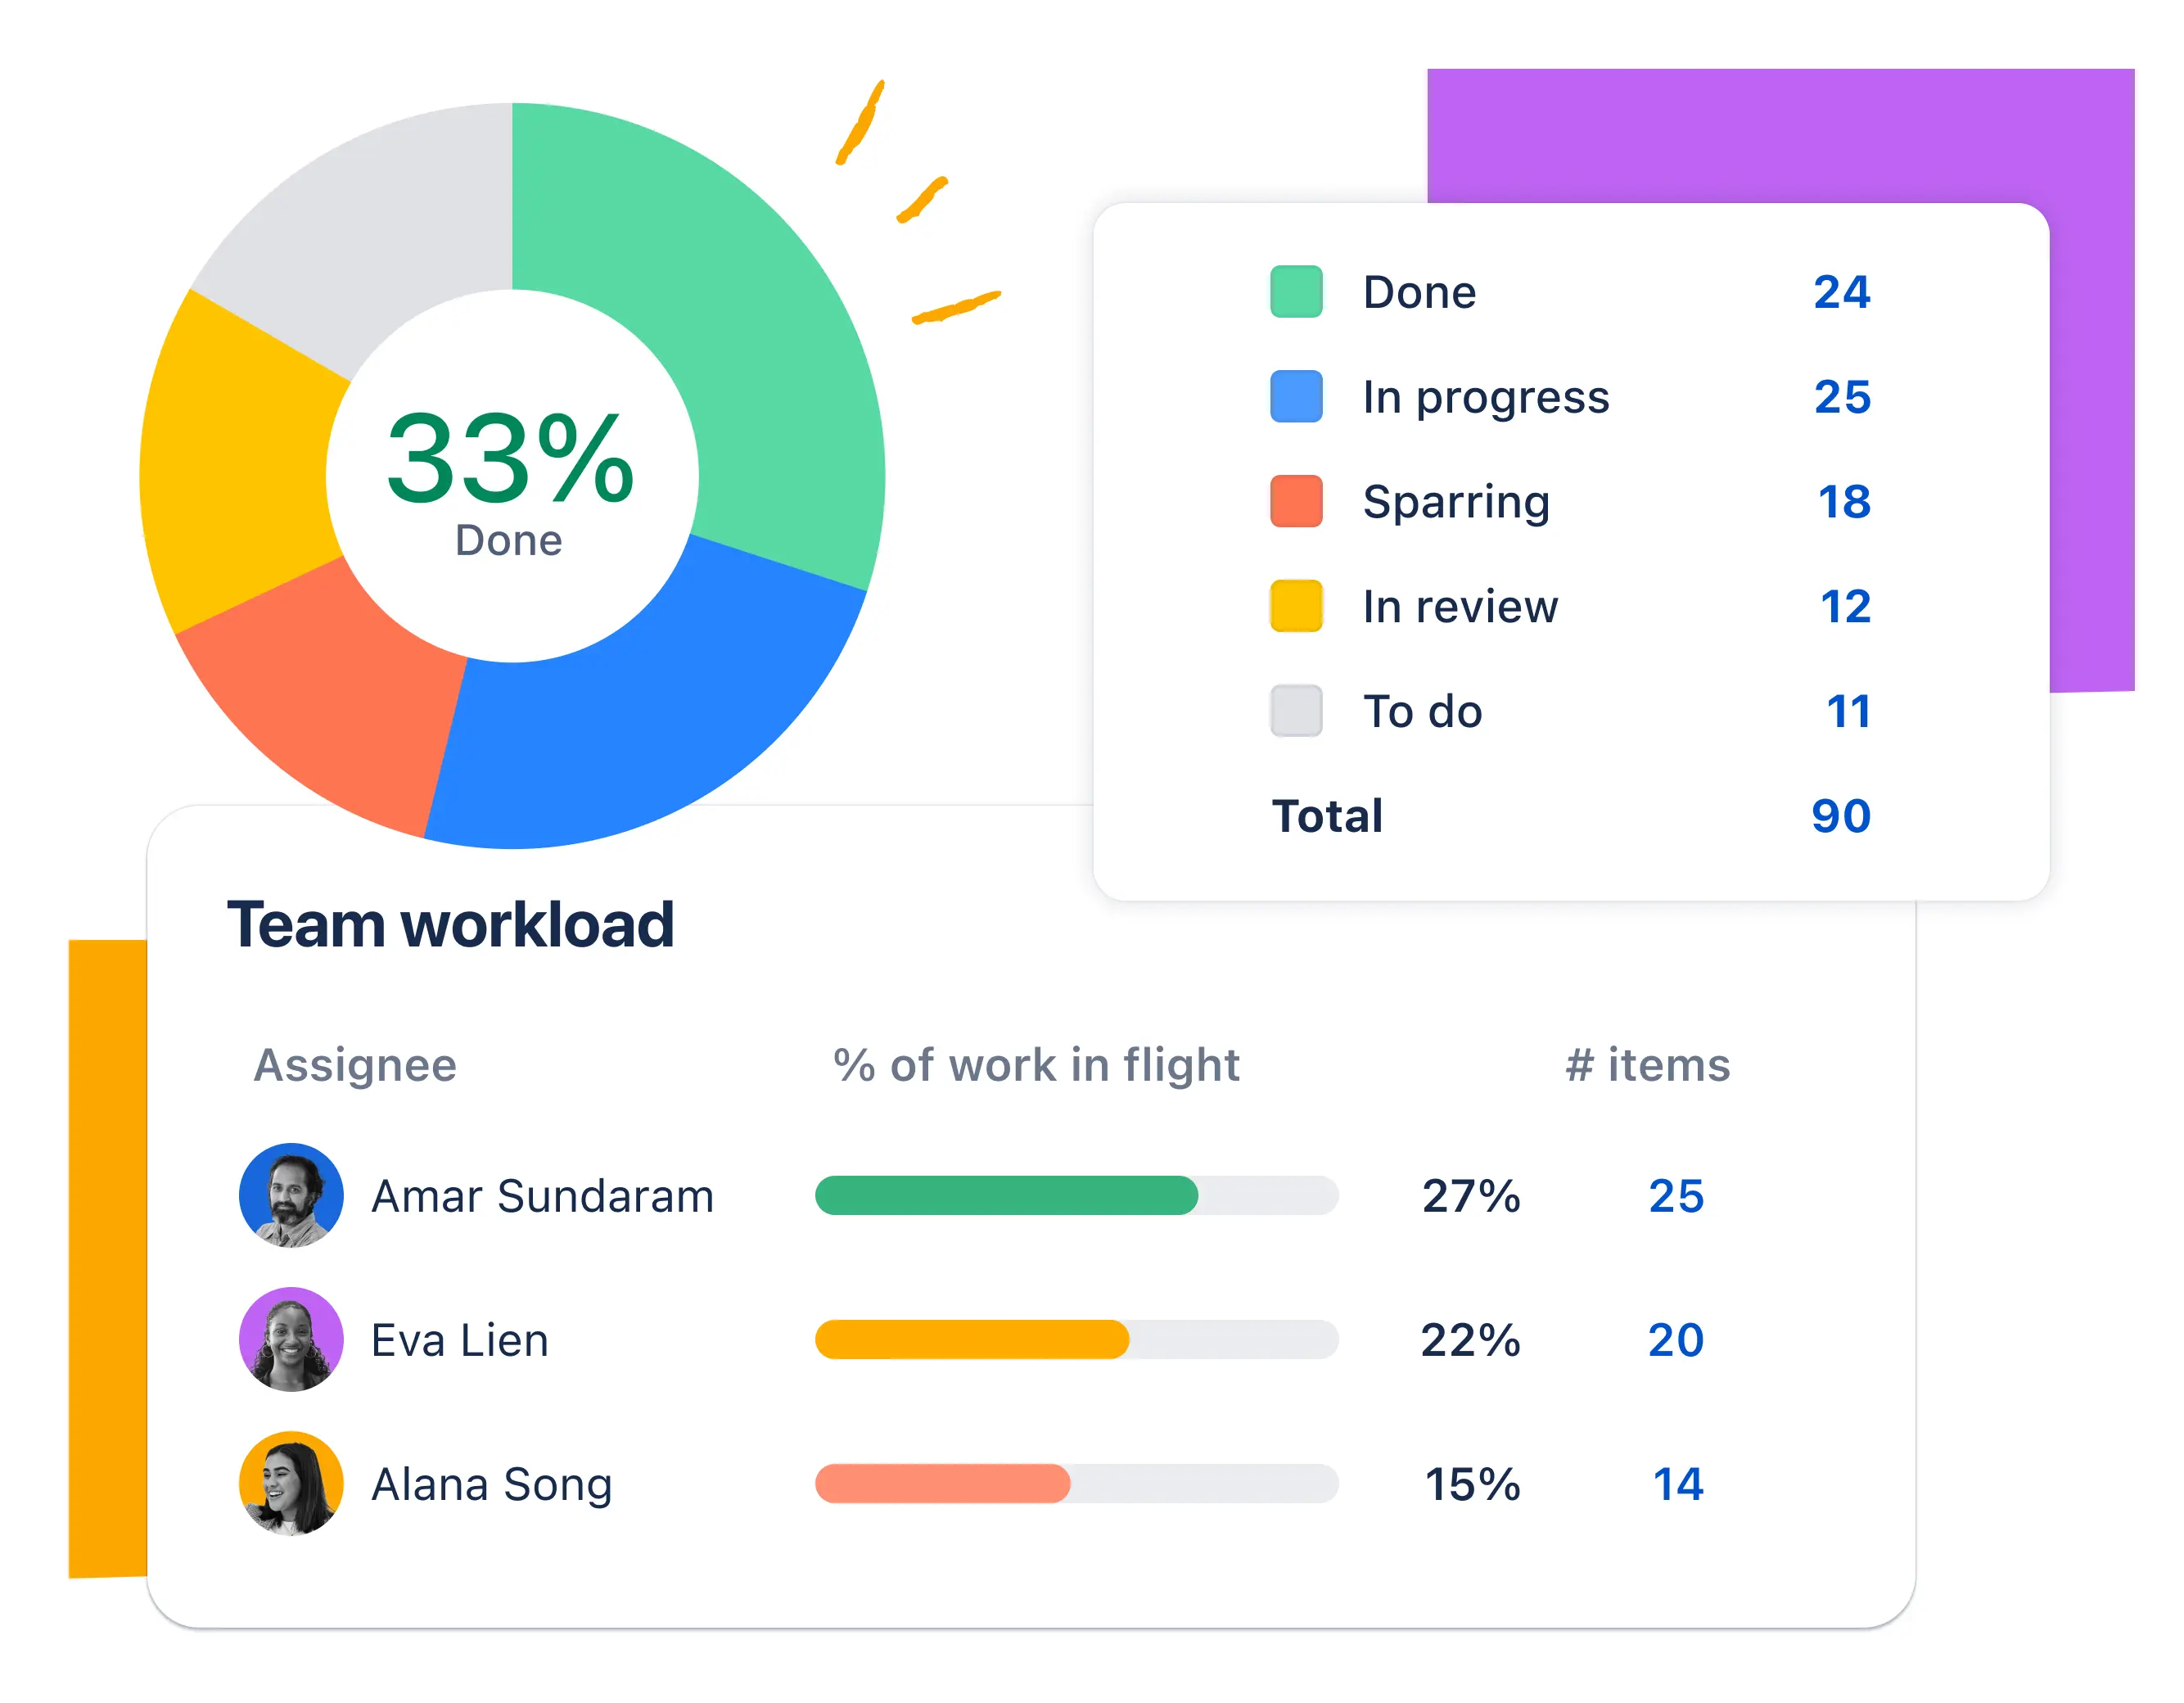 33%
Done
Done 24
In progress 25
Sparring 18
In review 12
To do 11
Total 90
Team workload
Assignee % of work in flight # items
Amar Sundaram 27% 25
Eva Lien 22% 20
Alana Song 15% 14